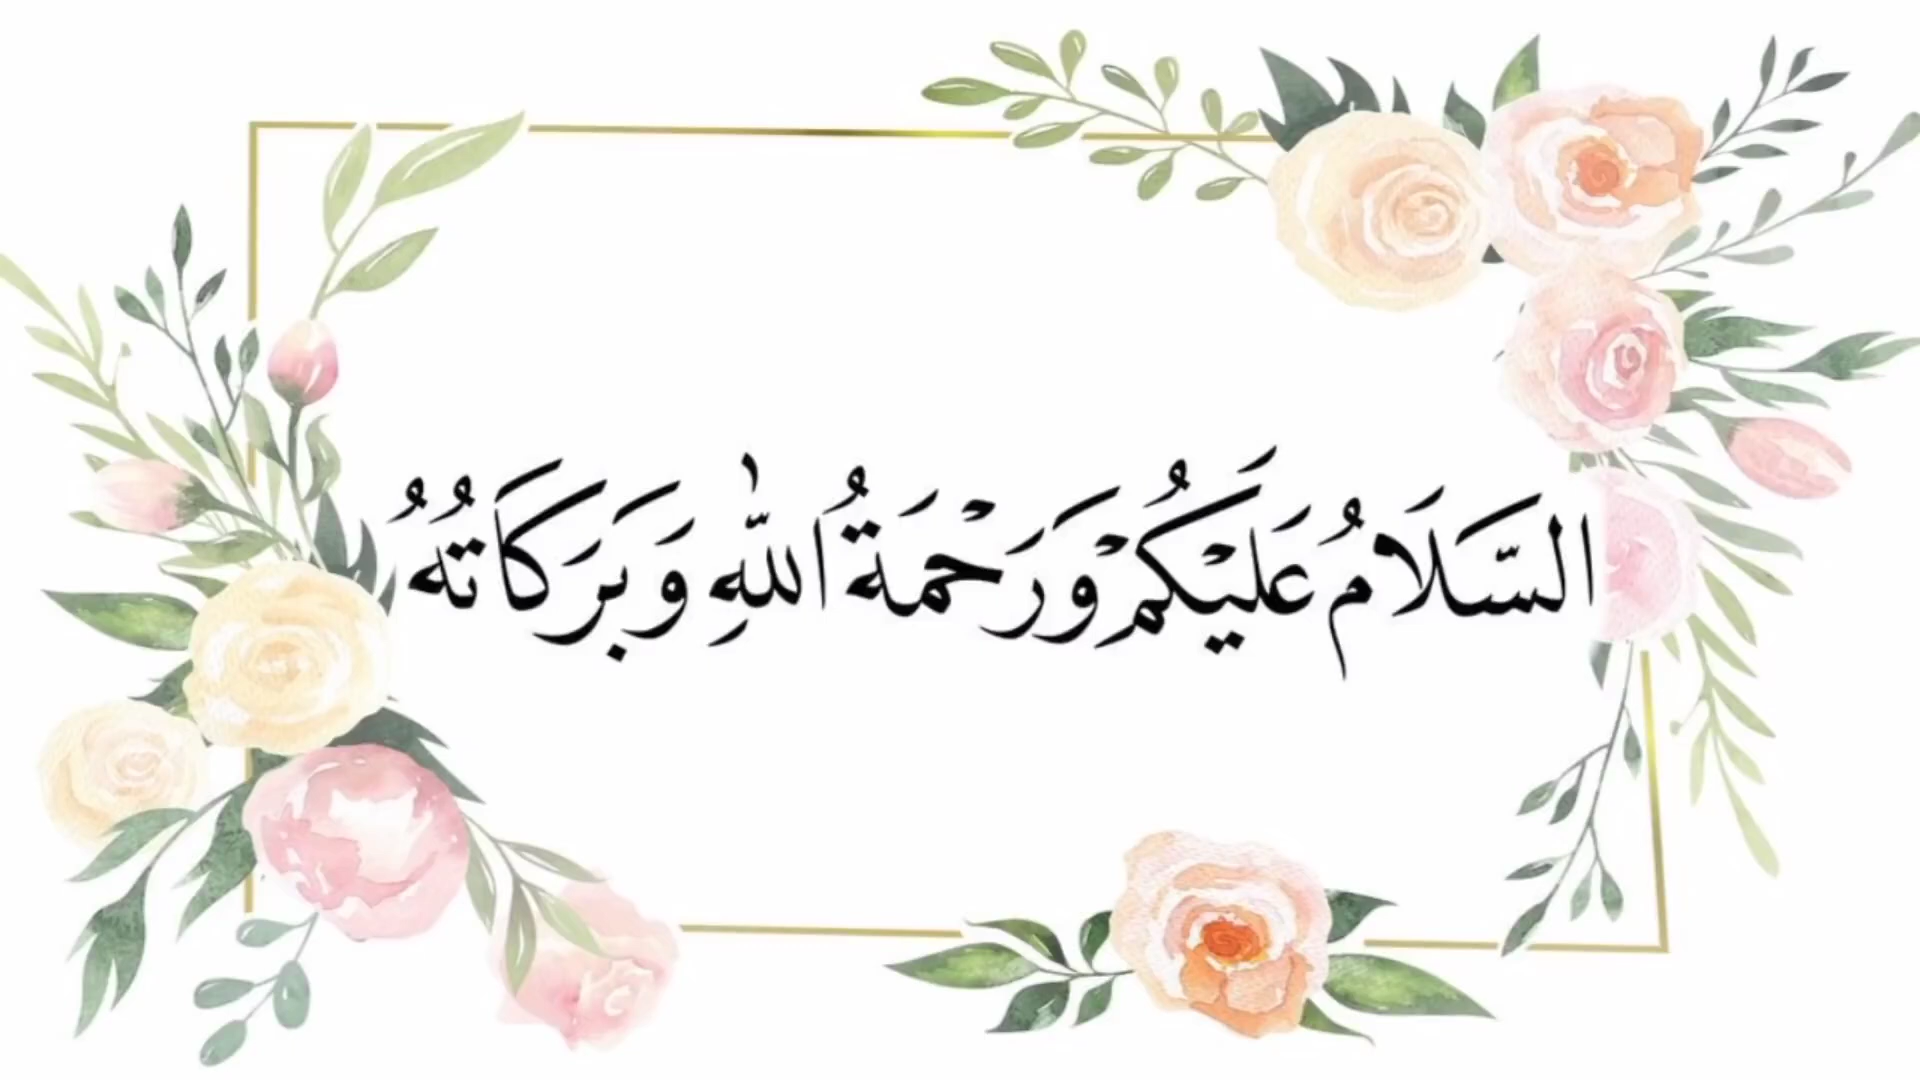 السَّلَامُ عَلَيْكُمْ وَرَحْمَةُ اللّٰهِ وَبَرَكَاتُهُ